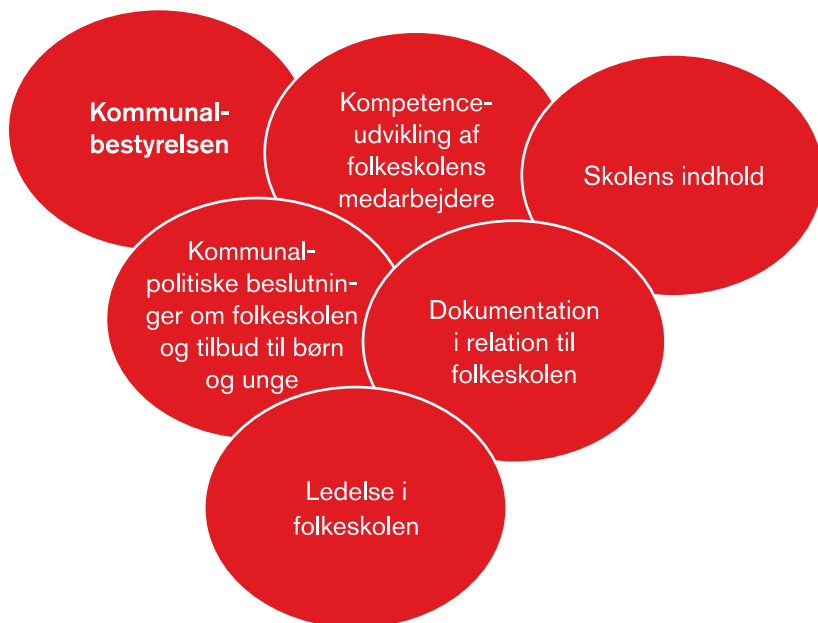 Kommunal-
bestyrelsen
Kompetence-
udvikling af
folkeskolens
medarbejdere
Skolens indhold
Kommunal-
politiske beslutnin-
ger om folkeskolen
og tilbud til børn
og unge
Dokumentation
i relation til
folkeskolen
Ledelse i
folkeskolen